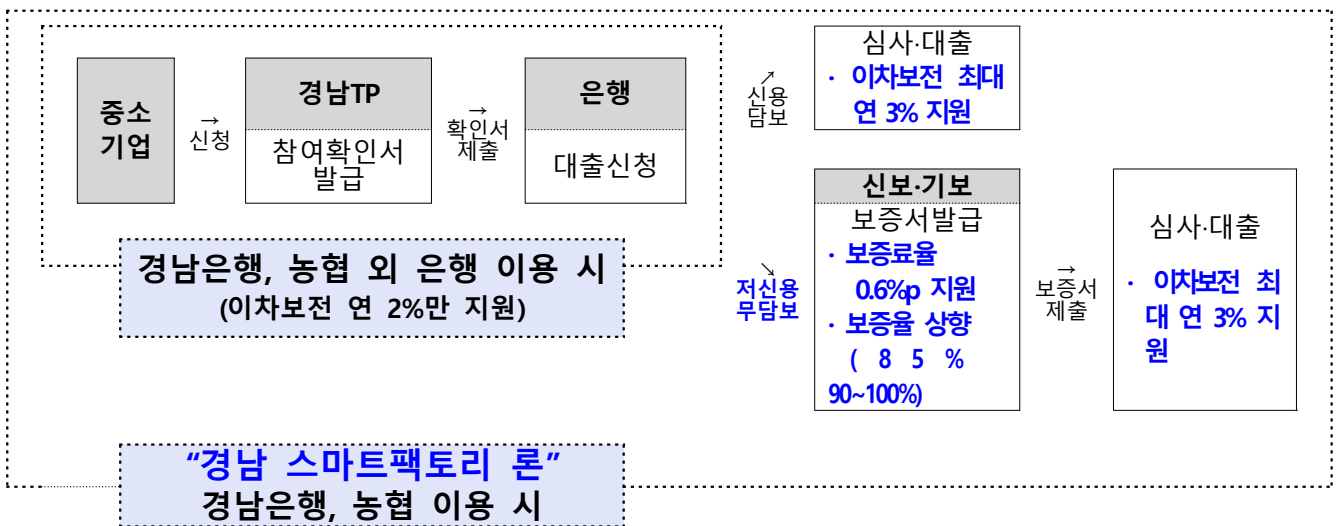 중소
기업
→
신청
경남TP
참여확인서
발급
→
확인서
제출
은행
대출신청
↗
신용
담보
심사·대출
· 이차보전 최대
연 3% 지원
↘
저신용
무담보
신보·기보
보증서발급
· 보증료율
0.6%p 지원
· 보증율 상향
( 8 5 %
90~100%)
→
보증서
제출
심사·대출
· 이차보전 최
대 연 3% 지
원
경남은행, 농협 외 은행 이용 시
(이차보전 연 2%만 지원)
“경남 스마트팩토리 론”
경남은행, 농협 이용 시